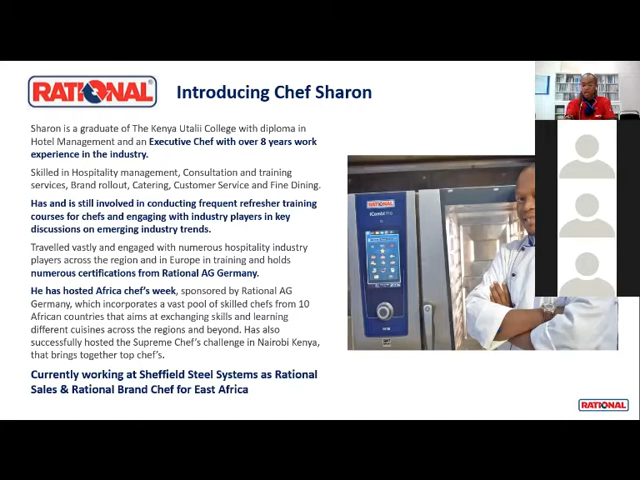 RATIONAL
Introducing Chef Sharon
Sharon is a graduate of The Kenya Utalii College with diploma in
Hotel Management and an Executive Chef with over 8 years work
experience in the industry.
Skilled in Hospitality management, Consultation and training
services, Brand rollout, Catering, Customer Service and Fine Dining.
Has and is still involved in conducting frequent refresher training
courses for chefs and engaging with industry players in key
discussions on emerging industry trends.
Travelled vastly and engaged with numerous hospitality industry
players across the region and in Europe in training and holds
numerous certifications from Rational AG Germany.
He has hosted Africa chef's week, sponsored by Rational AG
Germany, which incorporates a vast pool of skilled chefs from 10
African countries that aims at exchanging skills and learning
different cuisines across the regions and beyond. Has also
successfully hosted the Supreme Chef's challenge in Nairobi Kenya,
that brings together top chef's.
Currently working at Sheffield Steel Systems as Rational
Sales & Rational Brand Chef for East Africa
RATIONAL
iCombi Pro
RATIONAL